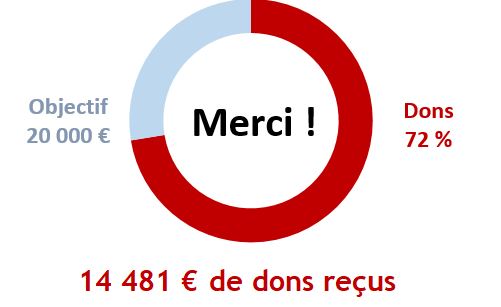 Objectif
20 000 €
Merci !
Dons
72 %
14 481 € de dons reçus